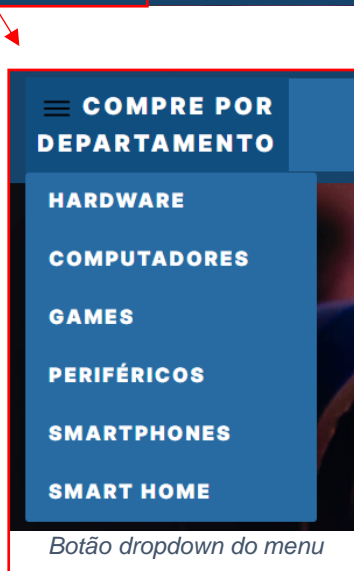 COMPRE POR
DEPARTAMENTO
HARDWARE
COMPUTADORES
GAMES
PERIFÉRICOS
SMARTPHONES
SMART HOME
Botão dropdown do menu